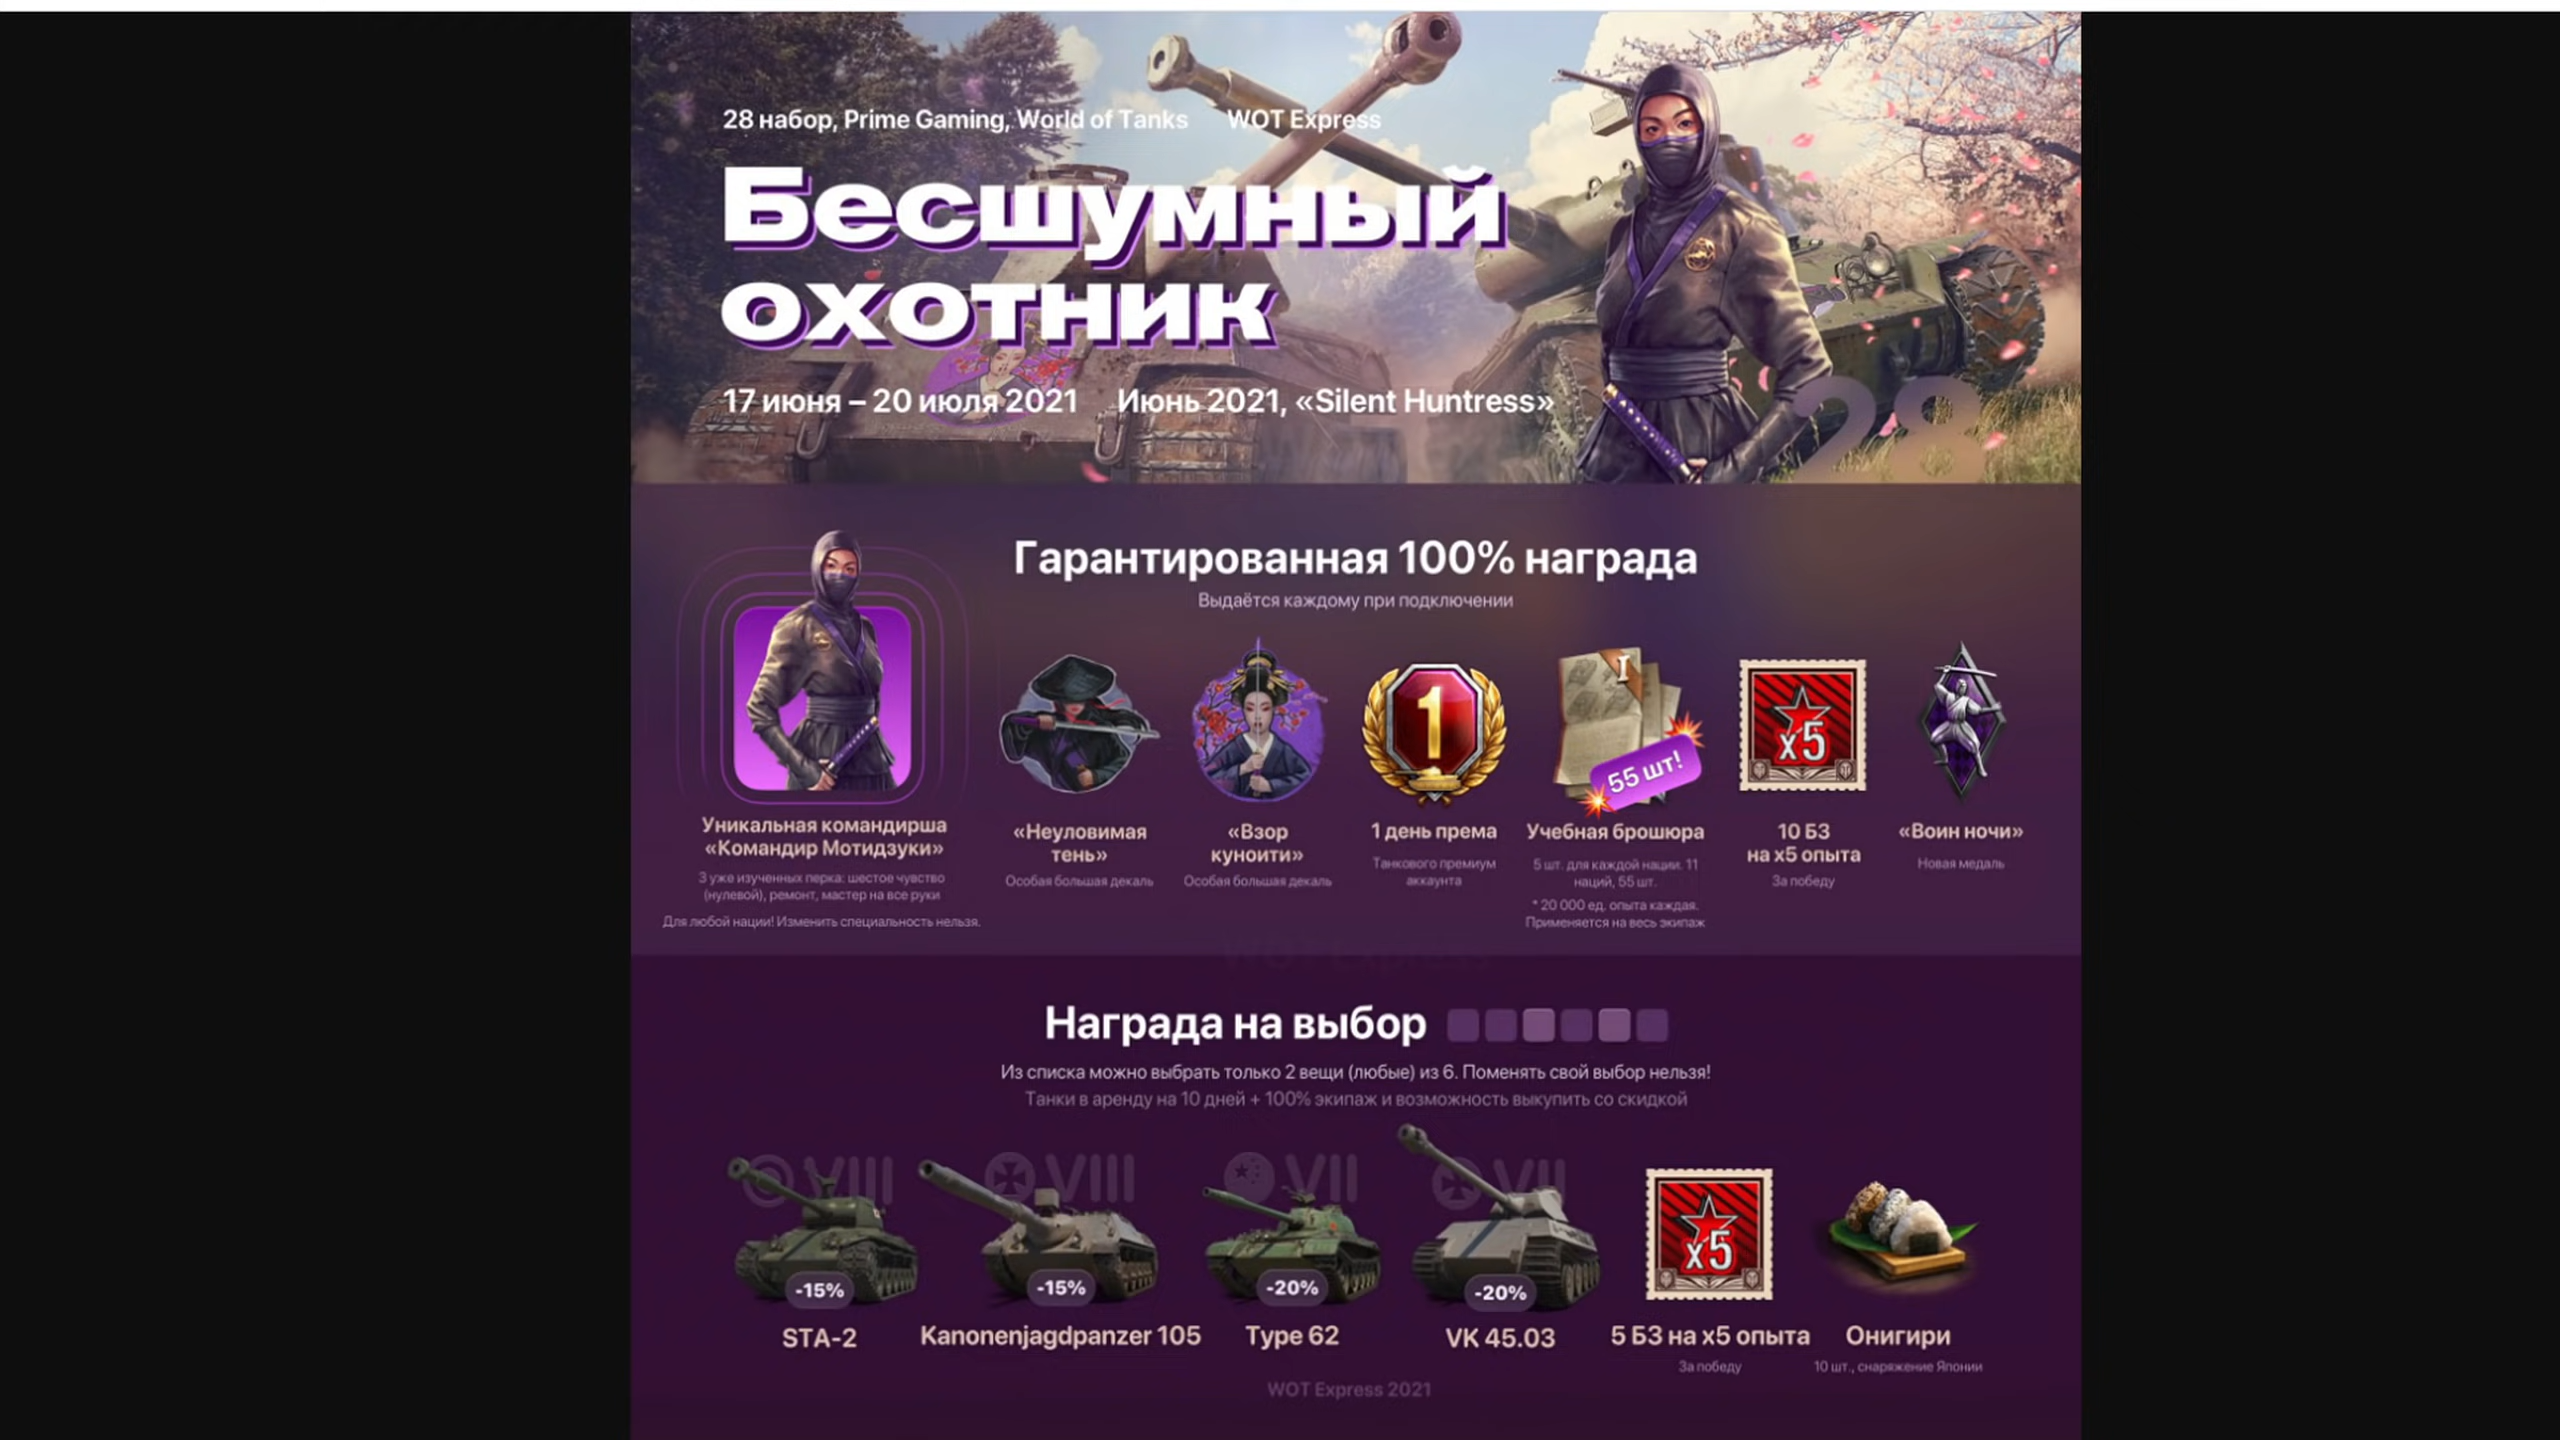 28 набор, Prime Gaming, World of Tanks WOT Express
Бесшумный
охотник
17 июня – 20 июля 2021 Июнь 2021, «Silent Huntress»
28
Гарантированная 100% награда
Выдаётся каждому при подключении
Уникальная командирша
«Командир Мотидзуки»
3 уже изученных перка: шестое чувство
(нулевой), ремонт, мастер на все руки
Для любой нации! Изменить специальность нельзя.
«Неуловимая
тень»
Особая большая декаль
«Взор
куноити»
Особая большая декаль
1
1 день према
Танкового премиум
аккаунта
I
55 шт!
Учебная брошюра
5 шт. для каждой нации. 11
наций, 55 шт.
* 20 000 ед. опыта каждая.
Применяется на весь экипаж
x5
10 БЗ
на x5 опыта
За победу
«Воин ночи»
Новая медаль
WOT Express
Награда на выбор
Из списка можно выбрать только 2 вещи (любые) из 6. Поменять свой выбор нельзя!
Танки в аренду на 10 дней + 100% экипаж и возможность выкупить со скидкой
VIII
-15%
STA-2
VIII
-15%
Kanonenjagdpanzer 105
VII
-20%
Type 62
VII
-20%
VK 45.03
x5
5 БЗ на x5 опыта
За победу
Онигири
10 шт., снаряжение Японии
WOT Express 2021